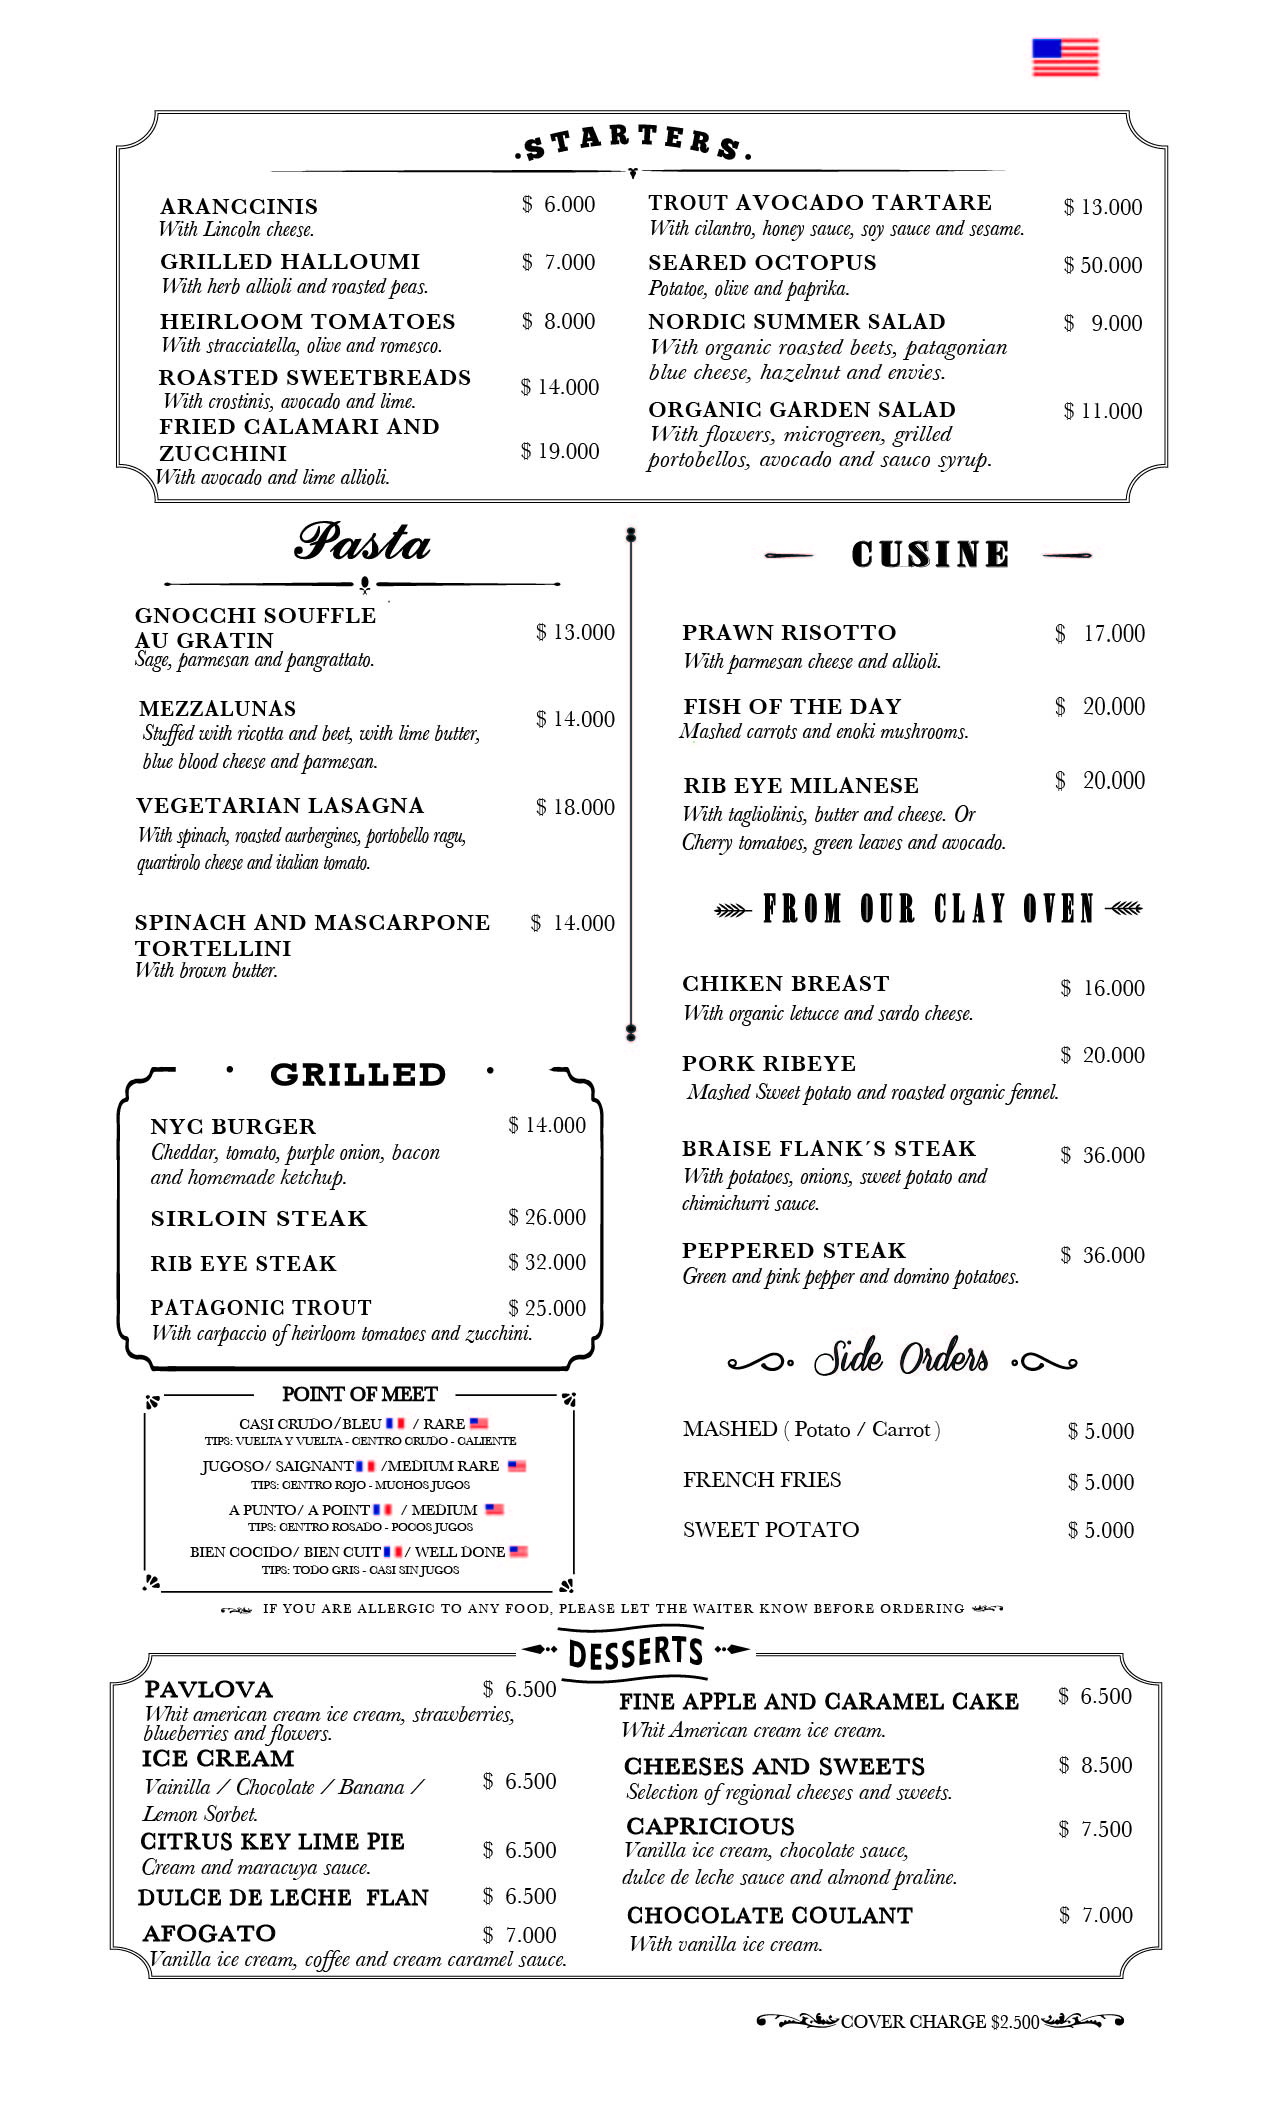 .STARTERS.
ARANCCINIS $ 6.000
With Lincoln cheese.
GRILLED HALLOUMI $ 7.000
With herb allioli and roasted peas.
HEIRLOOM TOMATOES $ 8.000
With stracciatella, olive and romesco.
ROASTED SWEETBREADS $ 14.000
With crostinis, avocado and lime.
FRIED CALAMARI AND
ZUCCHINI $ 19.000
With avocado and lime allioli.
TROUT AVOCADO TARTARE $ 13.000
With cilantro, honey sauce, soy sauce and sesame.
SEARED OCTOPUS $ 50.000
Potatoe, olive and paprika.
NORDIC SUMMER SALAD $ 9.000
With organic roasted beets, patagonian
blue cheese, hazelnut and envies.
ORGANIC GARDEN SALAD $ 11.000
With flowers, microgreen, grilled
portobellos, avocado and sauco syrup.
Pasta
GNOCCHI SOUFFLE
AU GRATIN $ 13.000
Sage, parmesan and pangrattato.
MEZZALUNAS $ 14.000
Stuffed with ricotta and beet, with lime butter,
blue blood cheese and parmesan.
VEGETARIAN LASAGNA $ 18.000
With spinach, roasted aurbergines, portobello ragu,
quartirolo cheese and italian tomato.
SPINACH AND MASCARPONE $ 14.000
TORTELLINI
With brown butter.
CUSINE
PRAWN RISOTTO $ 17.000
With parmesan cheese and allioli.
FISH OF THE DAY $ 20.000
Mashed carrots and enoki mushrooms.
RIB EYE MILANESE $ 20.000
With tagliolinis, butter and cheese. Or
Cherry tomatoes, green leaves and avocado.
FROM OUR CLAY OVEN
CHIKEN BREAST $ 16.000
With organic letucce and sardo cheese.
PORK RIBEYE $ 20.000
Mashed Sweet potato and roasted organic fennel.
BRAISE FLANK´S STEAK $ 36.000
With potatoes, onions, sweet potato and
chimichurri sauce.
PEPPERED STEAK $ 36.000
Green and pink pepper and domino potatoes.
GRILLED
NYC BURGER $ 14.000
Cheddar, tomato, purple onion, bacon
and homemade ketchup.
SIRLOIN STEAK $ 26.000
RIB EYE STEAK $ 32.000
PATAGONIC TROUT $ 25.000
With carpaccio of heirloom tomatoes and zucchini.
POINT OF MEET
CASI CRUDO/BLEU / RARE
TIPS: VUELTA Y VUELTA - CENTRO CRUDO - CALIENTE
JUGOSO/ SAIGNANT /MEDIUM RARE
TIPS: CENTRO ROJO - MUCHOS JUGOS
A PUNTO/ A POINT / MEDIUM
TIPS: CENTRO ROSADO - POCOS JUGOS
BIEN COCIDO/ BIEN CUIT / WELL DONE
TIPS: TODO GRIS - CASI SIN JUGOS
Side Orders
MASHED ( Potato / Carrot ) $ 5.000
FRENCH FRIES $ 5.000
SWEET POTATO $ 5.000
IF YOU ARE ALLERGIC TO ANY FOOD, PLEASE LET THE WAITER KNOW BEFORE ORDERING
DESSERTS
PAVLOVA $ 6.500
Whit american cream ice cream, strawberries,
blueberries and flowers.
ICE CREAM
Vainilla / Chocolate / Banana / $ 6.500
Lemon Sorbet.
CITRUS KEY LIME PIE $ 6.500
Cream and maracuya sauce.
DULCE DE LECHE FLAN $ 6.500
AFOGATO $ 7.000
Vanilla ice cream, coffee and cream caramel sauce.
FINE APPLE AND CARAMEL CAKE $ 6.500
Whit American cream ice cream.
CHEESES AND SWEETS $ 8.500
Selection of regional cheeses and sweets.
CAPRICIOUS $ 7.500
Vanilla ice cream, chocolate sauce,
dulce de leche sauce and almond praline.
CHOCOLATE COULANT $ 7.000
With vanilla ice cream.
COVER CHARGE $2.500